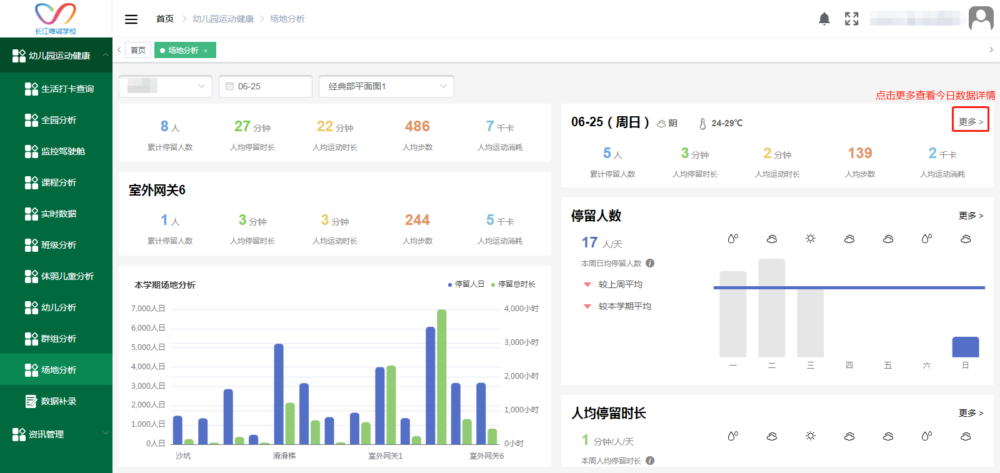 长江唯诚学校
首页 > 幼儿园运动健康 > 场地分析
幼儿园运动健康
生活打卡查询
全园分析
监控驾驶舱
课程分析
实时数据
班级分析
体弱儿童分析
幼儿分析
群组分析
场地分析
数据补录
资讯管理
首页
场地分析 ×
06-25
经典部平面图1
点击更多查看今日数据详情
8 人 27 分钟 22 分钟 486 7 千卡
累计停留人数 人均停留时长 人均运动时长 人均步数 人均运动消耗
室外网关6
1 人 3 分钟 3 分钟 244 5 千卡
累计停留人数 人均停留时长 人均运动时长 人均步数 人均运动消耗
本学期场地分析
停留人日 停留总时长
7,000人日
6,000人日
5,000人日
4,000人日
3,000人日
2,000人日
1,000人日
0人日
4,000小时
3,000小时
2,000小时
1,000小时
0小时
沙坑 滑滑梯 室外网关1 室外网关6
06-25 ( 周日 ) 阴 24-29℃
更多 >
5 人 3 分钟 2 分钟 139 2 千卡
累计停留人数 人均停留时长 人均运动时长 人均步数 人均运动消耗
停留人数
更多 >
17 人/天
本周日均停留人数
较上周平均
较本学期平均
一 二 三 四 五 六 日
人均停留时长
更多 >
1 分钟/人/天
本周人均停留时长